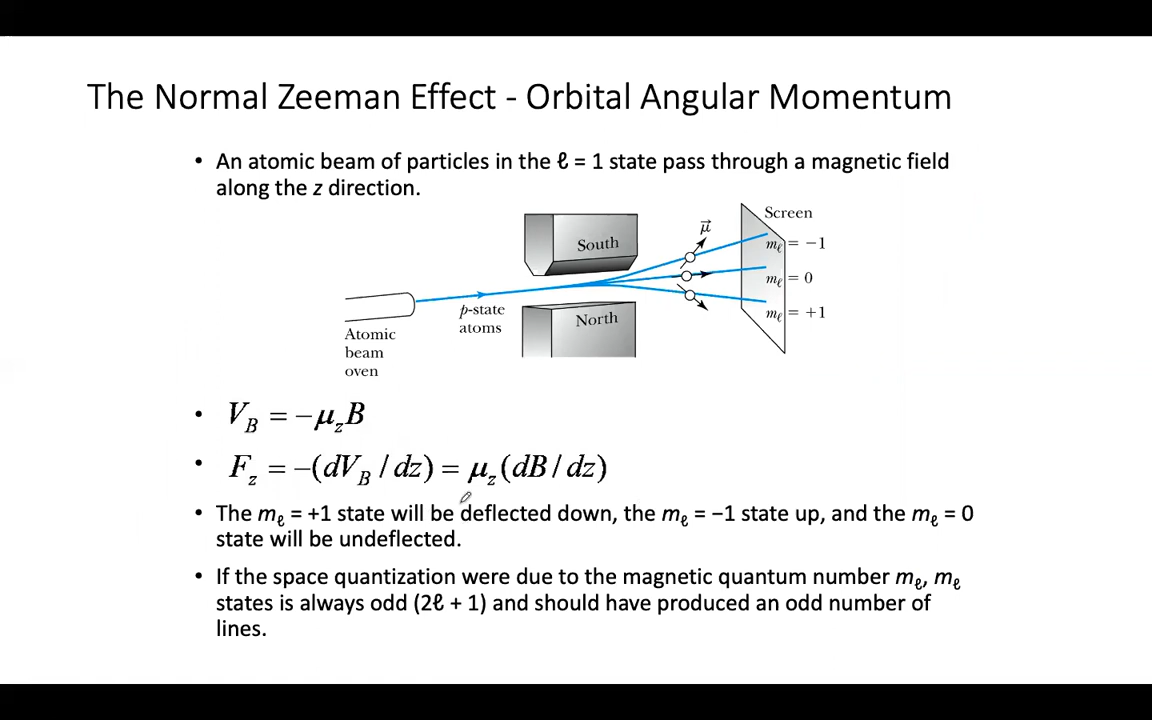 The Normal Zeeman Effect - Orbital Angular Momentum
• An atomic beam of particles in the ℓ = 1 state pass through a magnetic field
along the z direction.
Screen
μ⃗
South
mℓ = −1
mℓ = 0
p-state
atoms
North
mℓ = +1
Atomic
beam
oven
• V_B = −μ_z B
• F_z = −(dV_B / dz) = μ_z (dB / dz)
• The mℓ = +1 state will be deflected down, the mℓ = −1 state up, and the mℓ = 0
state will be undeflected.
• If the space quantization were due to the magnetic quantum number mℓ, mℓ
states is always odd (2ℓ + 1) and should have produced an odd number of
lines.